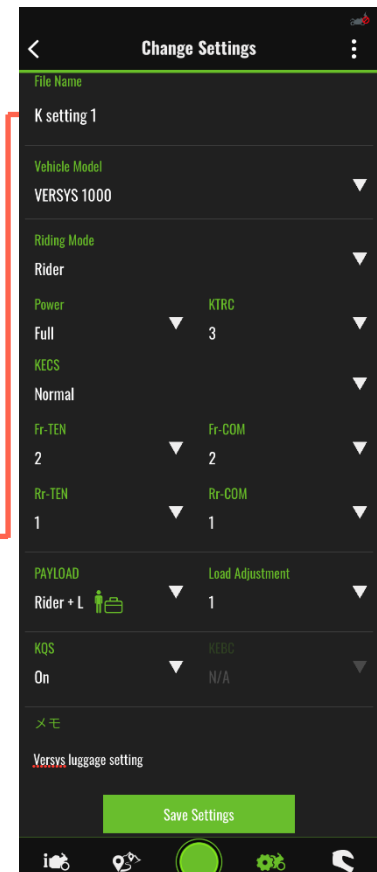 Change Settings
File Name
K setting 1
Vehicle Model
VERSYS 1000
Riding Mode
Rider
Power KTRC
Full 3
KECS
Normal
Fr-TEN Fr-COM
2 2
Rr-TEN Rr-COM
1 1
PAYLOAD Load Adjustment
Rider + L 1
KQS KEBC
On N/A
メモ
Versys luggage setting
Save Settings